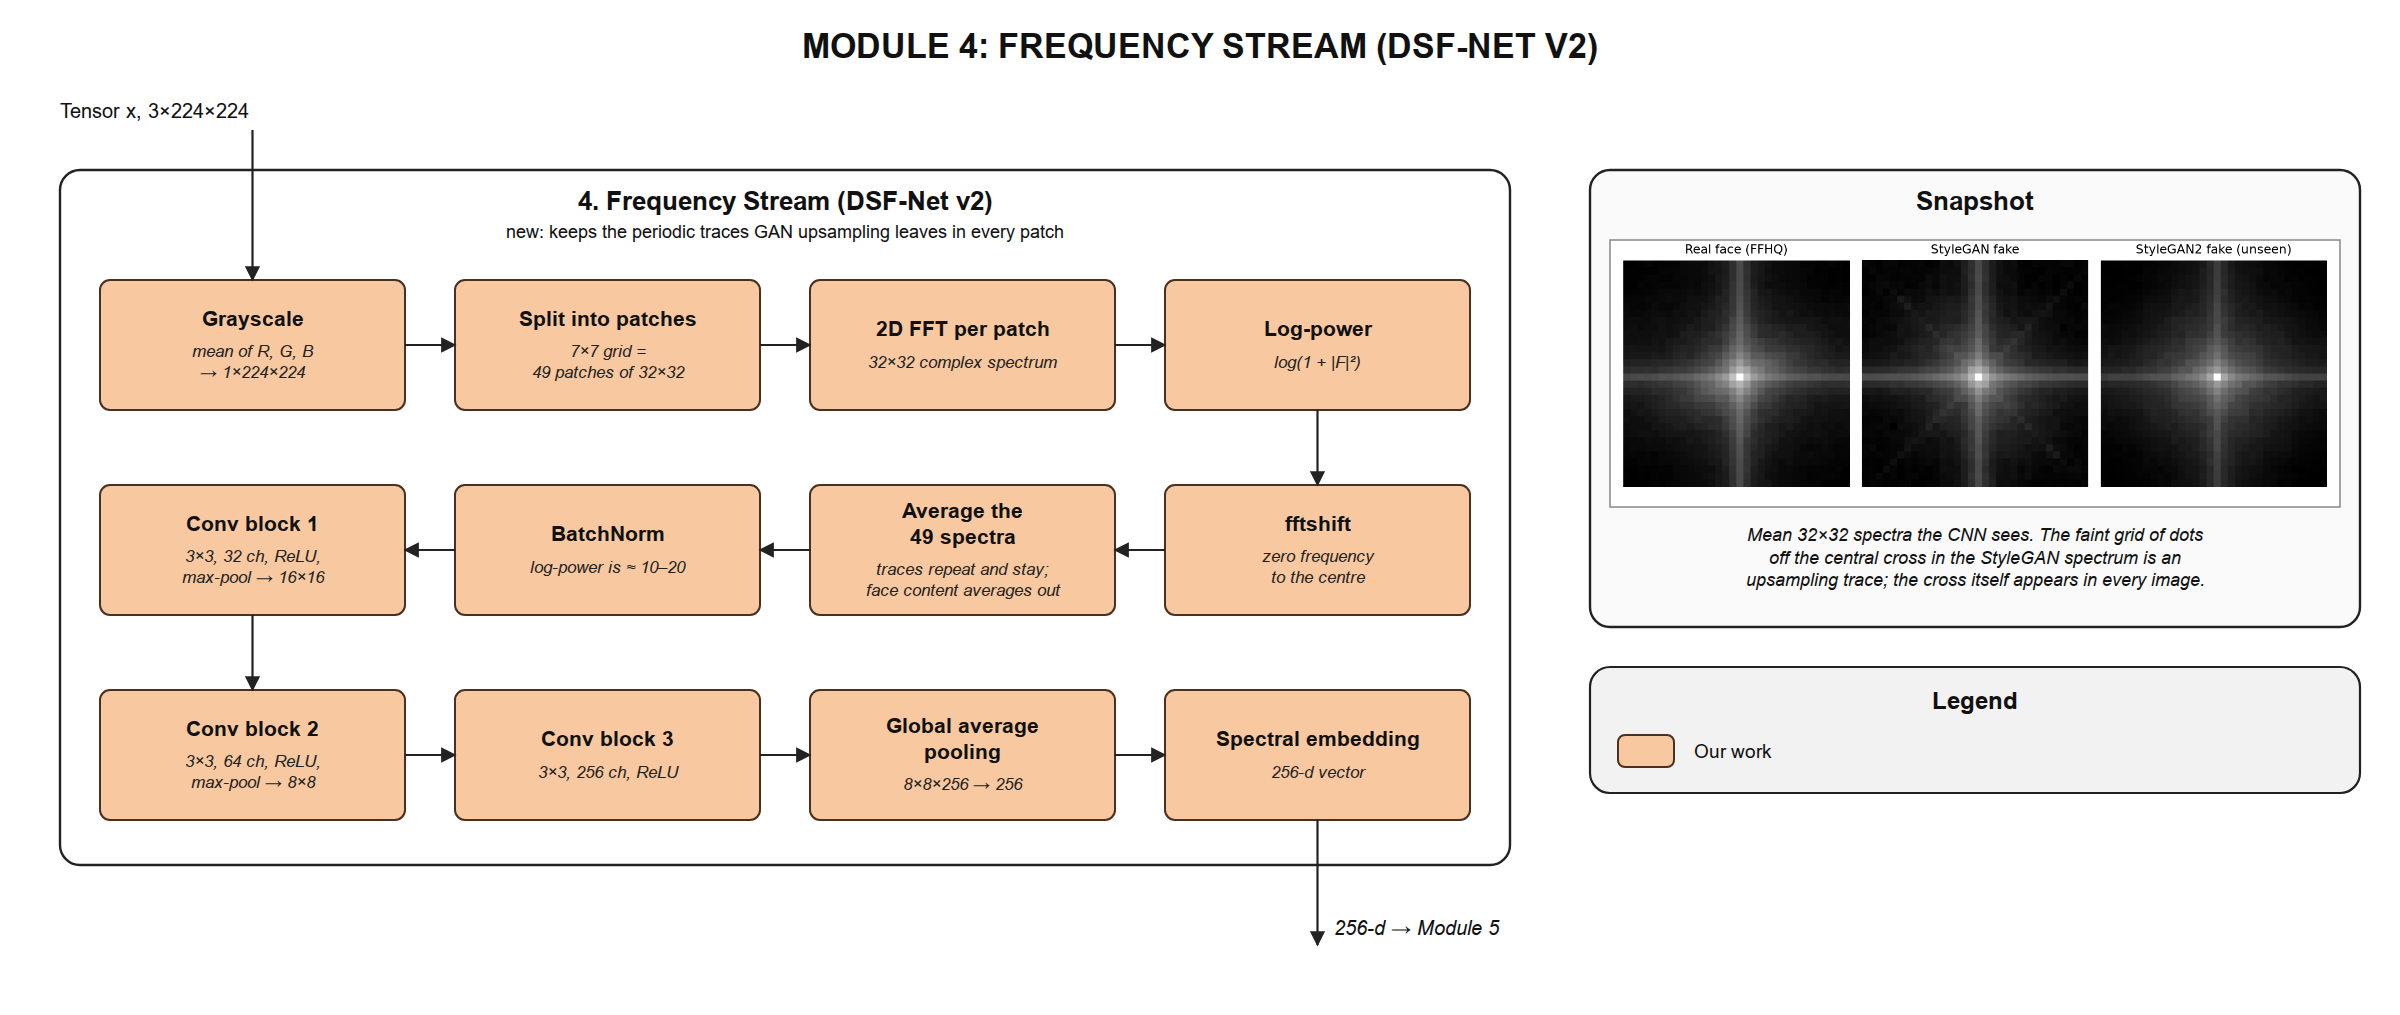 MODULE 4: FREQUENCY STREAM (DSF-NET V2)
Tensor x, 3×224×224
4. Frequency Stream (DSF-Net v2)
new: keeps the periodic traces GAN upsampling leaves in every patch
Grayscale
mean of R, G, B
→ 1×224×224
Split into patches
7×7 grid =
49 patches of 32×32
2D FFT per patch
32×32 complex spectrum
Log-power
log(1 + |F|²)
Conv block 1
3×3, 32 ch, ReLU,
max-pool → 16×16
BatchNorm
log-power is ≈ 10–20
Average the
49 spectra
traces repeat and stay;
face content averages out
fftshift
zero frequency
to the centre
Conv block 2
3×3, 64 ch, ReLU,
max-pool → 8×8
Conv block 3
3×3, 256 ch, ReLU
Global average
pooling
8×8×256 → 256
Spectral embedding
256-d vector
256-d → Module 5
Snapshot
Real face (FFHQ)
StyleGAN fake
StyleGAN2 fake (unseen)
Mean 32×32 spectra the CNN sees. The faint grid of dots
off the central cross in the StyleGAN spectrum is an
upsampling trace; the cross itself appears in every image.
Legend
Our work